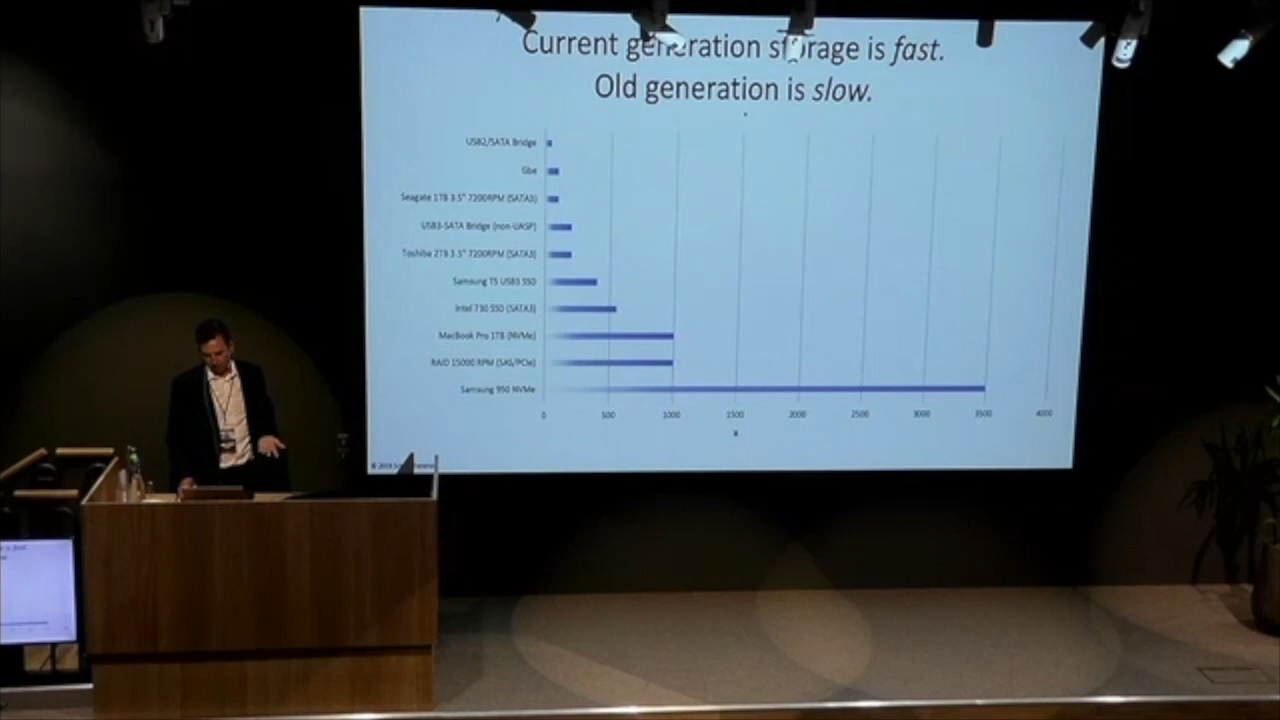 Current generation storage is fast.
Old generation is slow.
USB2/SATA Bridge
Gbe
Seagate 1TB 3.5" 7200RPM (SATA3)
USB3-SATA Bridge (non-UASP)
Toshiba 2TB 3.5" 7200RPM (SATA3)
Samsung T5 USB3 SSD
Intel 730 SSD (SATA3)
MacBook Pro 1TB (NVMe)
RAID 15000 RPM (SAS/PCIe)
Samsung 950 NVMe
0 500 1000 1500 2000 2500 3000 3500 4000
© 2019